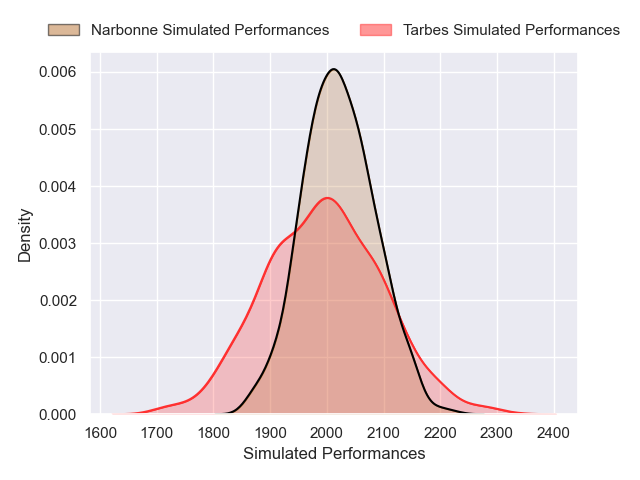 Narbonne Simulated Performances
Tarbes Simulated Performances
0.006
0.005
0.004
0.003
0.002
0.001
0.000
Density
1600 1700 1800 1900 2000 2100 2200 2300 2400
Simulated Performances